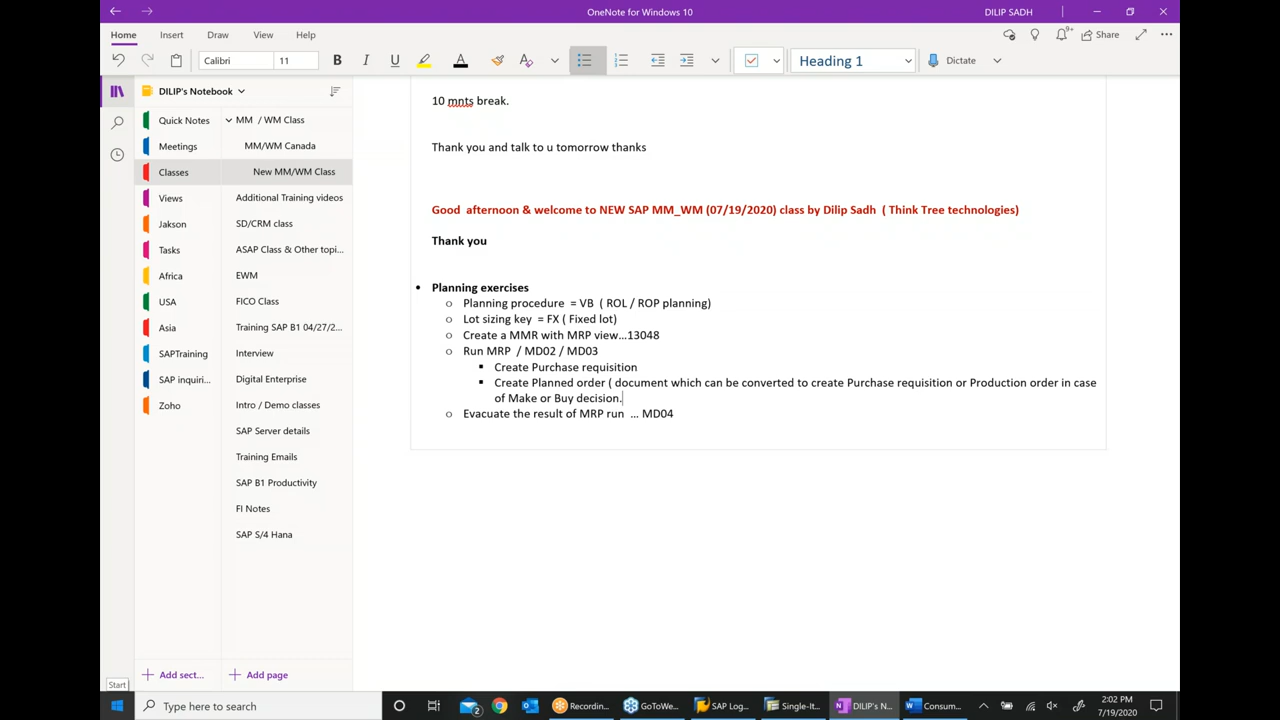 OneNote for Windows 10
DILIP SADH
Home
Insert
Draw
View
Help
9+
Share
Calibri
11
B
I
U
A
Heading 1
Dictate
DILIP's Notebook
Quick Notes
Meetings
Classes
Views
Jakson
Tasks
Africa
USA
Asia
SAPTraining
SAP inquiri...
Zoho
Add sect...
MM / WM Class
MM/WM Canada
New MM/WM Class
Additional Training videos
SD/CRM class
ASAP Class & Other topi...
EWM
FICO Class
Training SAP B1 04/27/2...
Interview
Digital Enterprise
Intro / Demo classes
SAP Server details
Training Emails
SAP B1 Productivity
FI Notes
SAP S/4 Hana
Add page
10 mnts break.
Thank you and talk to u tomorrow thanks
Good afternoon & welcome to NEW SAP MM_WM (07/19/2020) class by Dilip Sadh ( Think Tree technologies)
Thank you
• Planning exercises
o Planning procedure = VB ( ROL / ROP planning)
o Lot sizing key = FX ( Fixed lot)
o Create a MMR with MRP view...13048
o Run MRP / MD02 / MD03
▪ Create Purchase requisition
▪ Create Planned order ( document which can be converted to create Purchase requisition or Production order in case
of Make or Buy decision.
o Evacuate the result of MRP run ... MD04
Start
Type here to search
2
Recordin...
GoToWe...
SAP Log...
Single-Ite...
DILIP's N...
Consum...
2:02 PM
7/19/2020